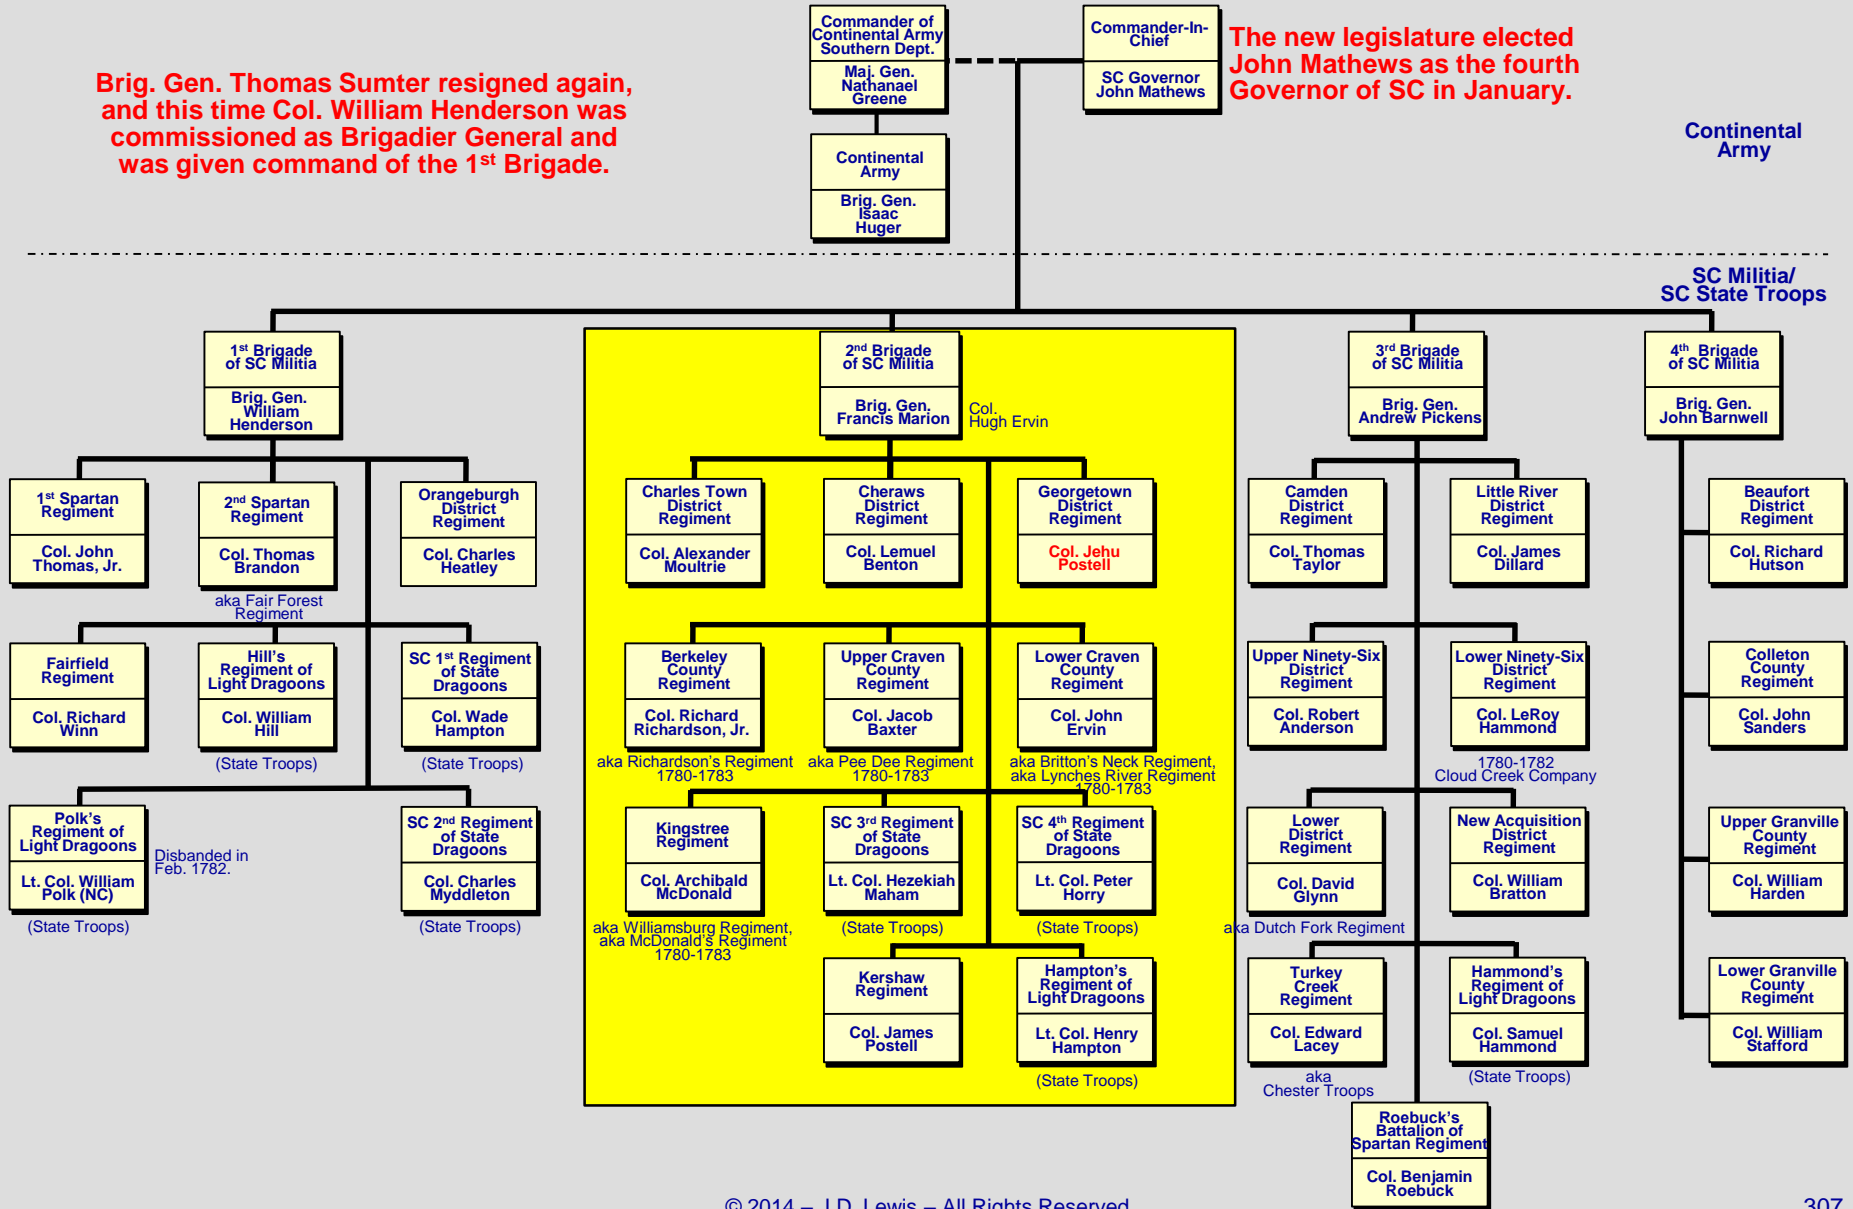 Commander of
Continental Army
Southern Dept.
Maj. Gen.
Nathanael
Greene
Commander-In-
Chief
SC Governor
John Mathews
The new legislature elected
John Mathews as the fourth
Governor of SC in January.
Brig. Gen. Thomas Sumter resigned again,
and this time Col. William Henderson was
commissioned as Brigadier General and
was given command of the 1st Brigade.
Continental
Army
Brig. Gen.
Isaac
Huger
Continental
Army
SC Militia/
SC State Troops
1st Brigade
of SC Militia
Brig. Gen.
William
Henderson
2nd Brigade
of SC Militia
Brig. Gen.
Francis Marion
Col.
Hugh Ervin
3rd Brigade
of SC Militia
Brig. Gen.
Andrew Pickens
4th Brigade
of SC Militia
Brig. Gen.
John Barnwell
1st Spartan
Regiment
Col. John
Thomas, Jr.
2nd Spartan
Regiment
Col. Thomas
Brandon
aka Fair Forest
Regiment
Orangeburgh
District
Regiment
Col. Charles
Heatley
Charles Town
District
Regiment
Col. Alexander
Moultrie
Cheraws
District
Regiment
Col. Lemuel
Benton
Georgetown
District
Regiment
Col. Jehu
Postell
Camden
District
Regiment
Col. Thomas
Taylor
Little River
District
Regiment
Col. James
Dillard
Beaufort
District
Regiment
Col. Richard
Hutson
Fairfield
Regiment
Col. Richard
Winn
Hill's
Regiment of
Light Dragoons
Col. William
Hill
(State Troops)
SC 1st Regiment
of State
Dragoons
Col. Wade
Hampton
(State Troops)
Berkeley
County
Regiment
Col. Richard
Richardson, Jr.
aka Richardson's Regiment
1780-1783
Upper Craven
County
Regiment
Col. Jacob
Baxter
aka Pee Dee Regiment
1780-1783
Lower Craven
County
Regiment
Col. John
Ervin
aka Britton's Neck Regiment,
aka Lynches River Regiment
1780-1783
Upper Ninety-Six
District
Regiment
Col. Robert
Anderson
Lower Ninety-Six
District
Regiment
Col. LeRoy
Hammond
1780-1782
Cloud Creek Company
Colleton
County
Regiment
Col. John
Sanders
Polk's
Regiment of
Light Dragoons
Lt. Col. William
Polk (NC)
(State Troops)
Disbanded in
Feb. 1782.
SC 2nd Regiment
of State
Dragoons
Col. Charles
Myddleton
(State Troops)
Kingstree
Regiment
Col. Archibald
McDonald
aka Williamsburg Regiment,
aka McDonald's Regiment
1780-1783
SC 3rd Regiment
of State
Dragoons
Lt. Col. Hezekiah
Maham
(State Troops)
SC 4th Regiment
of State
Dragoons
Lt. Col. Peter
Horry
(State Troops)
Lower
District
Regiment
Col. David
Glynn
aka Dutch Fork Regiment
New Acquisition
District
Regiment
Col. William
Bratton
Upper Granville
County
Regiment
Col. William
Harden
Kershaw
Regiment
Col. James
Postell
Hampton's
Regiment of
Light Dragoons
Lt. Col. Henry
Hampton
(State Troops)
Turkey
Creek
Regiment
Col. Edward
Lacey
aka
Chester Troops
Hammond's
Regiment of
Light Dragoons
Col. Samuel
Hammond
(State Troops)
Lower Granville
County
Regiment
Col. William
Stafford
Roebuck's
Battalion of
Spartan Regiment
Col. Benjamin
Roebuck
© 2014 – J.D. Lewis – All Rights Reserved
307